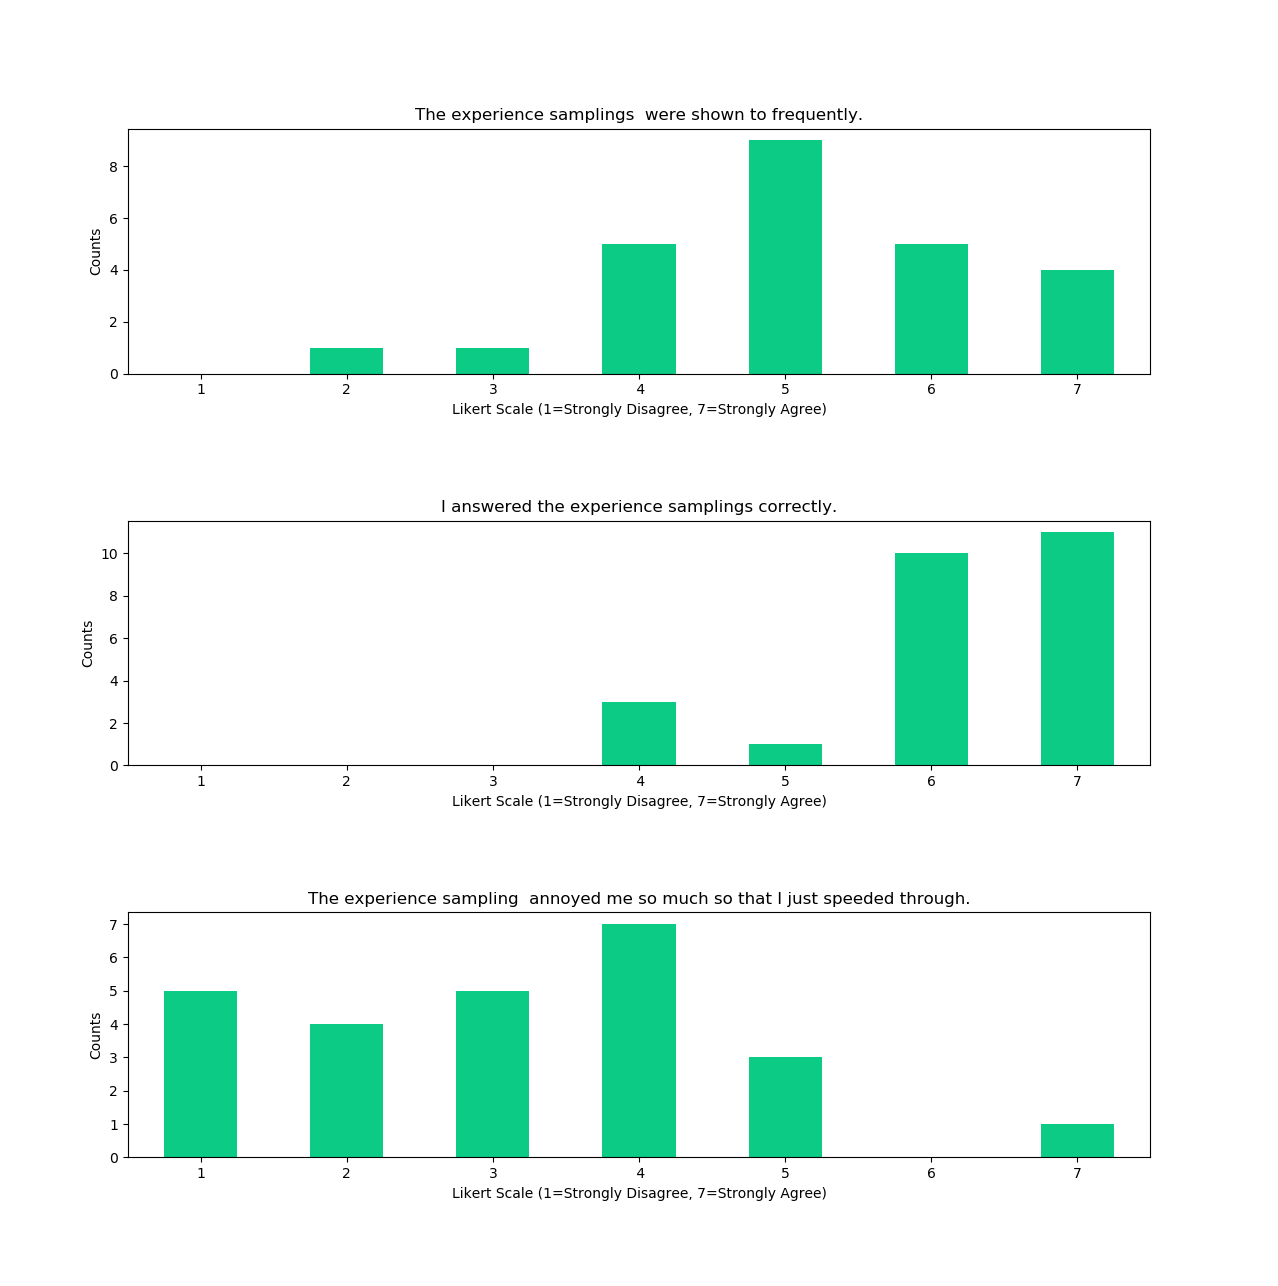 The experience samplings  were shown to frequently.
8
6
4
2
0
Counts
1 2 3 4 5 6 7
Likert Scale (1=Strongly Disagree, 7=Strongly Agree)
I answered the experience samplings correctly.
10
8
6
4
2
0
Counts
1 2 3 4 5 6 7
Likert Scale (1=Strongly Disagree, 7=Strongly Agree)
The experience sampling  annoyed me so much so that I just speeded through.
7
6
5
4
3
2
1
0
Counts
1 2 3 4 5 6 7
Likert Scale (1=Strongly Disagree, 7=Strongly Agree)